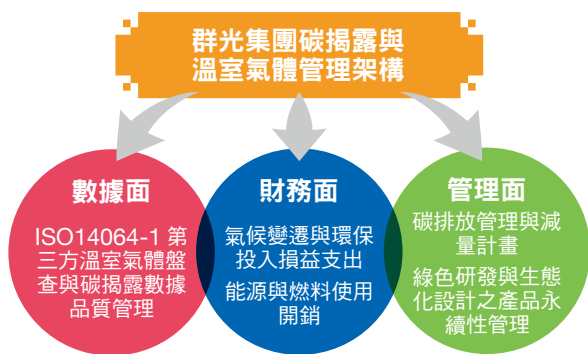 群光集團碳揭露與
溫室氣體管理架構
數據面
ISO14064-1 第
三方溫室氣體盤
查與碳揭露數據
品質管理
財務面
氣候變遷與環保
投入損益支出
能源與燃料使用
開銷
管理面
碳排放管理與減
量計畫
綠色研發與生態
化設計之產品永
續性管理